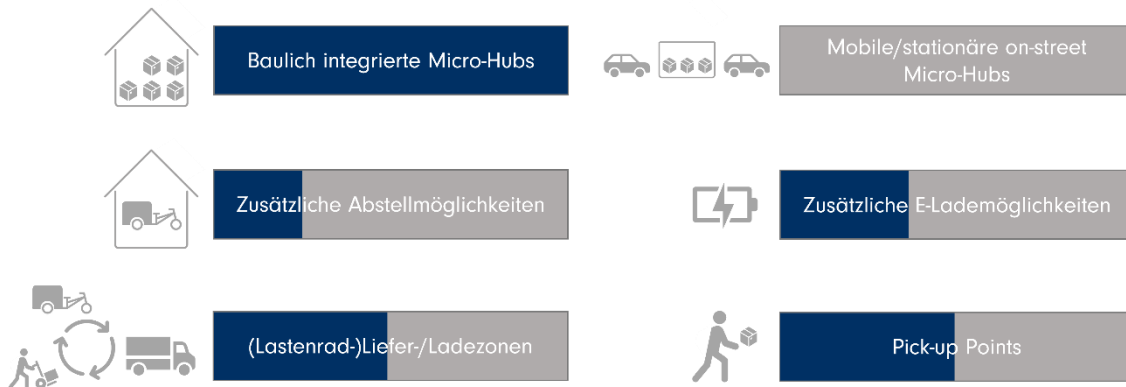 Baulich integrierte Micro-Hubs
Mobile/stationäre on-street
Micro-Hubs
Zusätzliche Abstellmöglichkeiten
Zusätzliche E-Lademöglichkeiten
(Lastenrad-)Liefer-/Ladezonen
Pick-up Points